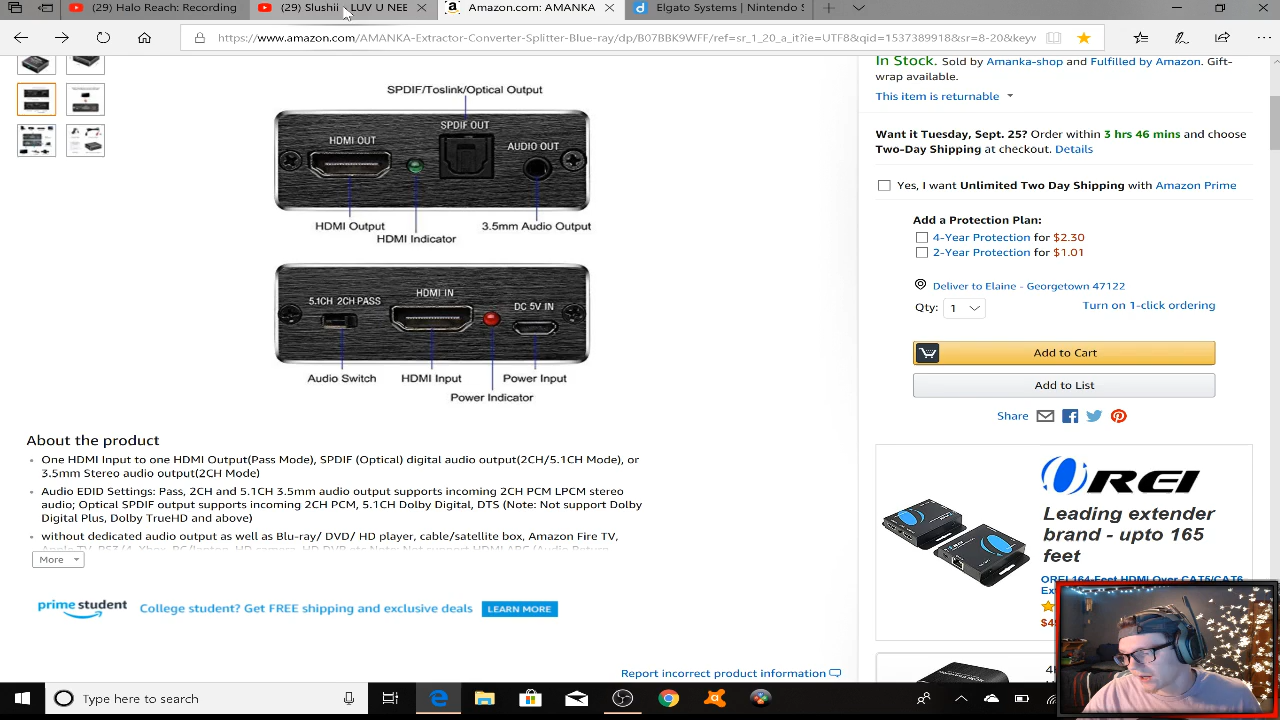 (29) Halo Reach: Recording
(29) Slushii - LUV U NEE
Amazon.com: AMANKA
Elgato Systems | Nintendo S
https://www.amazon.com/AMANKA-Extractor-Converter-Splitter-Blue-ray/dp/B07BBK9WFF/ref=sr_1_20_a_it?ie=UTF8&qid=1537389918&sr=8-20&keyw
SPDIF/Toslink/Optical Output
HDMI OUT
SPDIF OUT
AUDIO OUT
HDMI Output
3.5mm Audio Output
HDMI Indicator
5.1CH 2CH PASS
HDMI IN
DC 5V IN
Audio Switch
HDMI Input
Power Input
Power Indicator
About the product
One HDMI Input to one HDMI Output(Pass Mode), SPDIF (Optical) digital audio output(2CH/5.1CH Mode), or
3.5mm Stereo audio output(2CH Mode)
Audio EDID Settings: Pass, 2CH and 5.1CH 3.5mm audio output supports incoming 2CH PCM LPCM stereo
audio; Optical SPDIF output supports incoming 2CH PCM, 5.1CH Dolby Digital, DTS (Note: Not support Dolby
Digital Plus, Dolby TrueHD and above)
without dedicated audio output as well as Blu-ray/ DVD/ HD player, cable/satellite box, Amazon Fire TV,
More
prime student
College student? Get FREE shipping and exclusive deals
LEARN MORE
Report incorrect product information
In Stock. Sold by Amanka-shop and Fulfilled by Amazon. Gift-
wrap available.
This item is returnable
Want it Tuesday, Sept. 25? Order within 3 hrs 46 mins and choose
Two-Day Shipping at checkout. Details
Yes, I want Unlimited Two Day Shipping with Amazon Prime
Add a Protection Plan:
4-Year Protection for $2.30
2-Year Protection for $1.01
Deliver to Elaine - Georgetown 47122
Qty: 1
Turn on 1-click ordering
Add to Cart
Add to List
Share
OREI
Leading extender
brand - upto 165
feet
OREI 164 Feet HDMI Over CAT5/CAT6
Type here to search